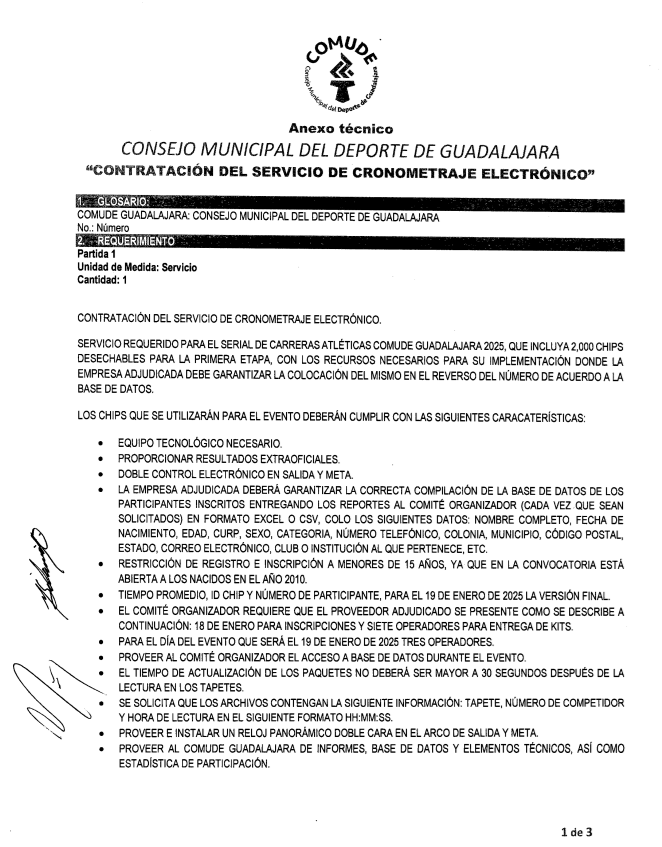 COMUDE
Consejo Municipal del Deporte de Guadalajara
Anexo técnico
CONSEJO MUNICIPAL DEL DEPORTE DE GUADALAJARA
“CONTRATACIÓN DEL SERVICIO DE CRONOMETRAJE ELECTRÓNICO”
1. GLOSARIO:
COMUDE GUADALAJARA: CONSEJO MUNICIPAL DEL DEPORTE DE GUADALAJARA
No.: Número
2. REQUERIMIENTO
Partida 1
Unidad de Medida: Servicio
Cantidad: 1
CONTRATACIÓN DEL SERVICIO DE CRONOMETRAJE ELECTRÓNICO.
SERVICIO REQUERIDO PARA EL SERIAL DE CARRERAS ATLÉTICAS COMUDE GUADALAJARA 2025, QUE INCLUYA 2,000 CHIPS
DESECHABLES PARA LA PRIMERA ETAPA, CON LOS RECURSOS NECESARIOS PARA SU IMPLEMENTACIÓN DONDE LA
EMPRESA ADJUDICADA DEBE GARANTIZAR LA COLOCACIÓN DEL MISMO EN EL REVERSO DEL NÚMERO DE ACUERDO A LA
BASE DE DATOS.
LOS CHIPS QUE SE UTILIZARÁN PARA EL EVENTO DEBERÁN CUMPLIR CON LAS SIGUIENTES CARACATERÍSTICAS:
• EQUIPO TECNOLÓGICO NECESARIO.
• PROPORCIONAR RESULTADOS EXTRAOFICIALES.
• DOBLE CONTROL ELECTRÓNICO EN SALIDA Y META.
• LA EMPRESA ADJUDICADA DEBERÁ GARANTIZAR LA CORRECTA COMPILACIÓN DE LA BASE DE DATOS DE LOS
PARTICIPANTES INSCRITOS ENTREGANDO LOS REPORTES AL COMITÉ ORGANIZADOR (CADA VEZ QUE SEAN
SOLICITADOS) EN FORMATO EXCEL O CSV, COLO LOS SIGUIENTES DATOS: NOMBRE COMPLETO, FECHA DE
NACIMIENTO, EDAD, CURP, SEXO, CATEGORIA, NÚMERO TELEFÓNICO, COLONIA, MUNICIPIO, CÓDIGO POSTAL,
ESTADO, CORREO ELECTRÓNICO, CLUB O INSTITUCIÓN AL QUE PERTENECE, ETC.
• RESTRICCIÓN DE REGISTRO E INSCRIPCIÓN A MENORES DE 15 AÑOS, YA QUE EN LA CONVOCATORIA ESTÁ
ABIERTA A LOS NACIDOS EN EL AÑO 2010.
• TIEMPO PROMEDIO, ID CHIP Y NÚMERO DE PARTICIPANTE, PARA EL 19 DE ENERO DE 2025 LA VERSIÓN FINAL.
• EL COMITÉ ORGANIZADOR REQUIERE QUE EL PROVEEDOR ADJUDICADO SE PRESENTE COMO SE DESCRIBE A
CONTINUACIÓN: 18 DE ENERO PARA INSCRIPCIONES Y SIETE OPERADORES PARA ENTREGA DE KITS.
• PARA EL DÍA DEL EVENTO QUE SERÁ EL 19 DE ENERO DE 2025 TRES OPERADORES.
• PROVEER AL COMITÉ ORGANIZADOR EL ACCESO A BASE DE DATOS DURANTE EL EVENTO.
• EL TIEMPO DE ACTUALIZACIÓN DE LOS PAQUETES NO DEBERÁ SER MAYOR A 30 SEGUNDOS DESPUÉS DE LA
LECTURA EN LOS TAPETES.
• SE SOLICITA QUE LOS ARCHIVOS CONTENGAN LA SIGUIENTE INFORMACIÓN: TAPETE, NÚMERO DE COMPETIDOR
Y HORA DE LECTURA EN EL SIGUIENTE FORMATO HH:MM:SS.
• PROVEER E INSTALAR UN RELOJ PANORÁMICO DOBLE CARA EN EL ARCO DE SALIDA Y META.
• PROVEER AL COMUDE GUADALAJARA DE INFORMES, BASE DE DATOS Y ELEMENTOS TÉCNICOS, ASÍ COMO
ESTADÍSTICA DE PARTICIPACIÓN.
1 de 3